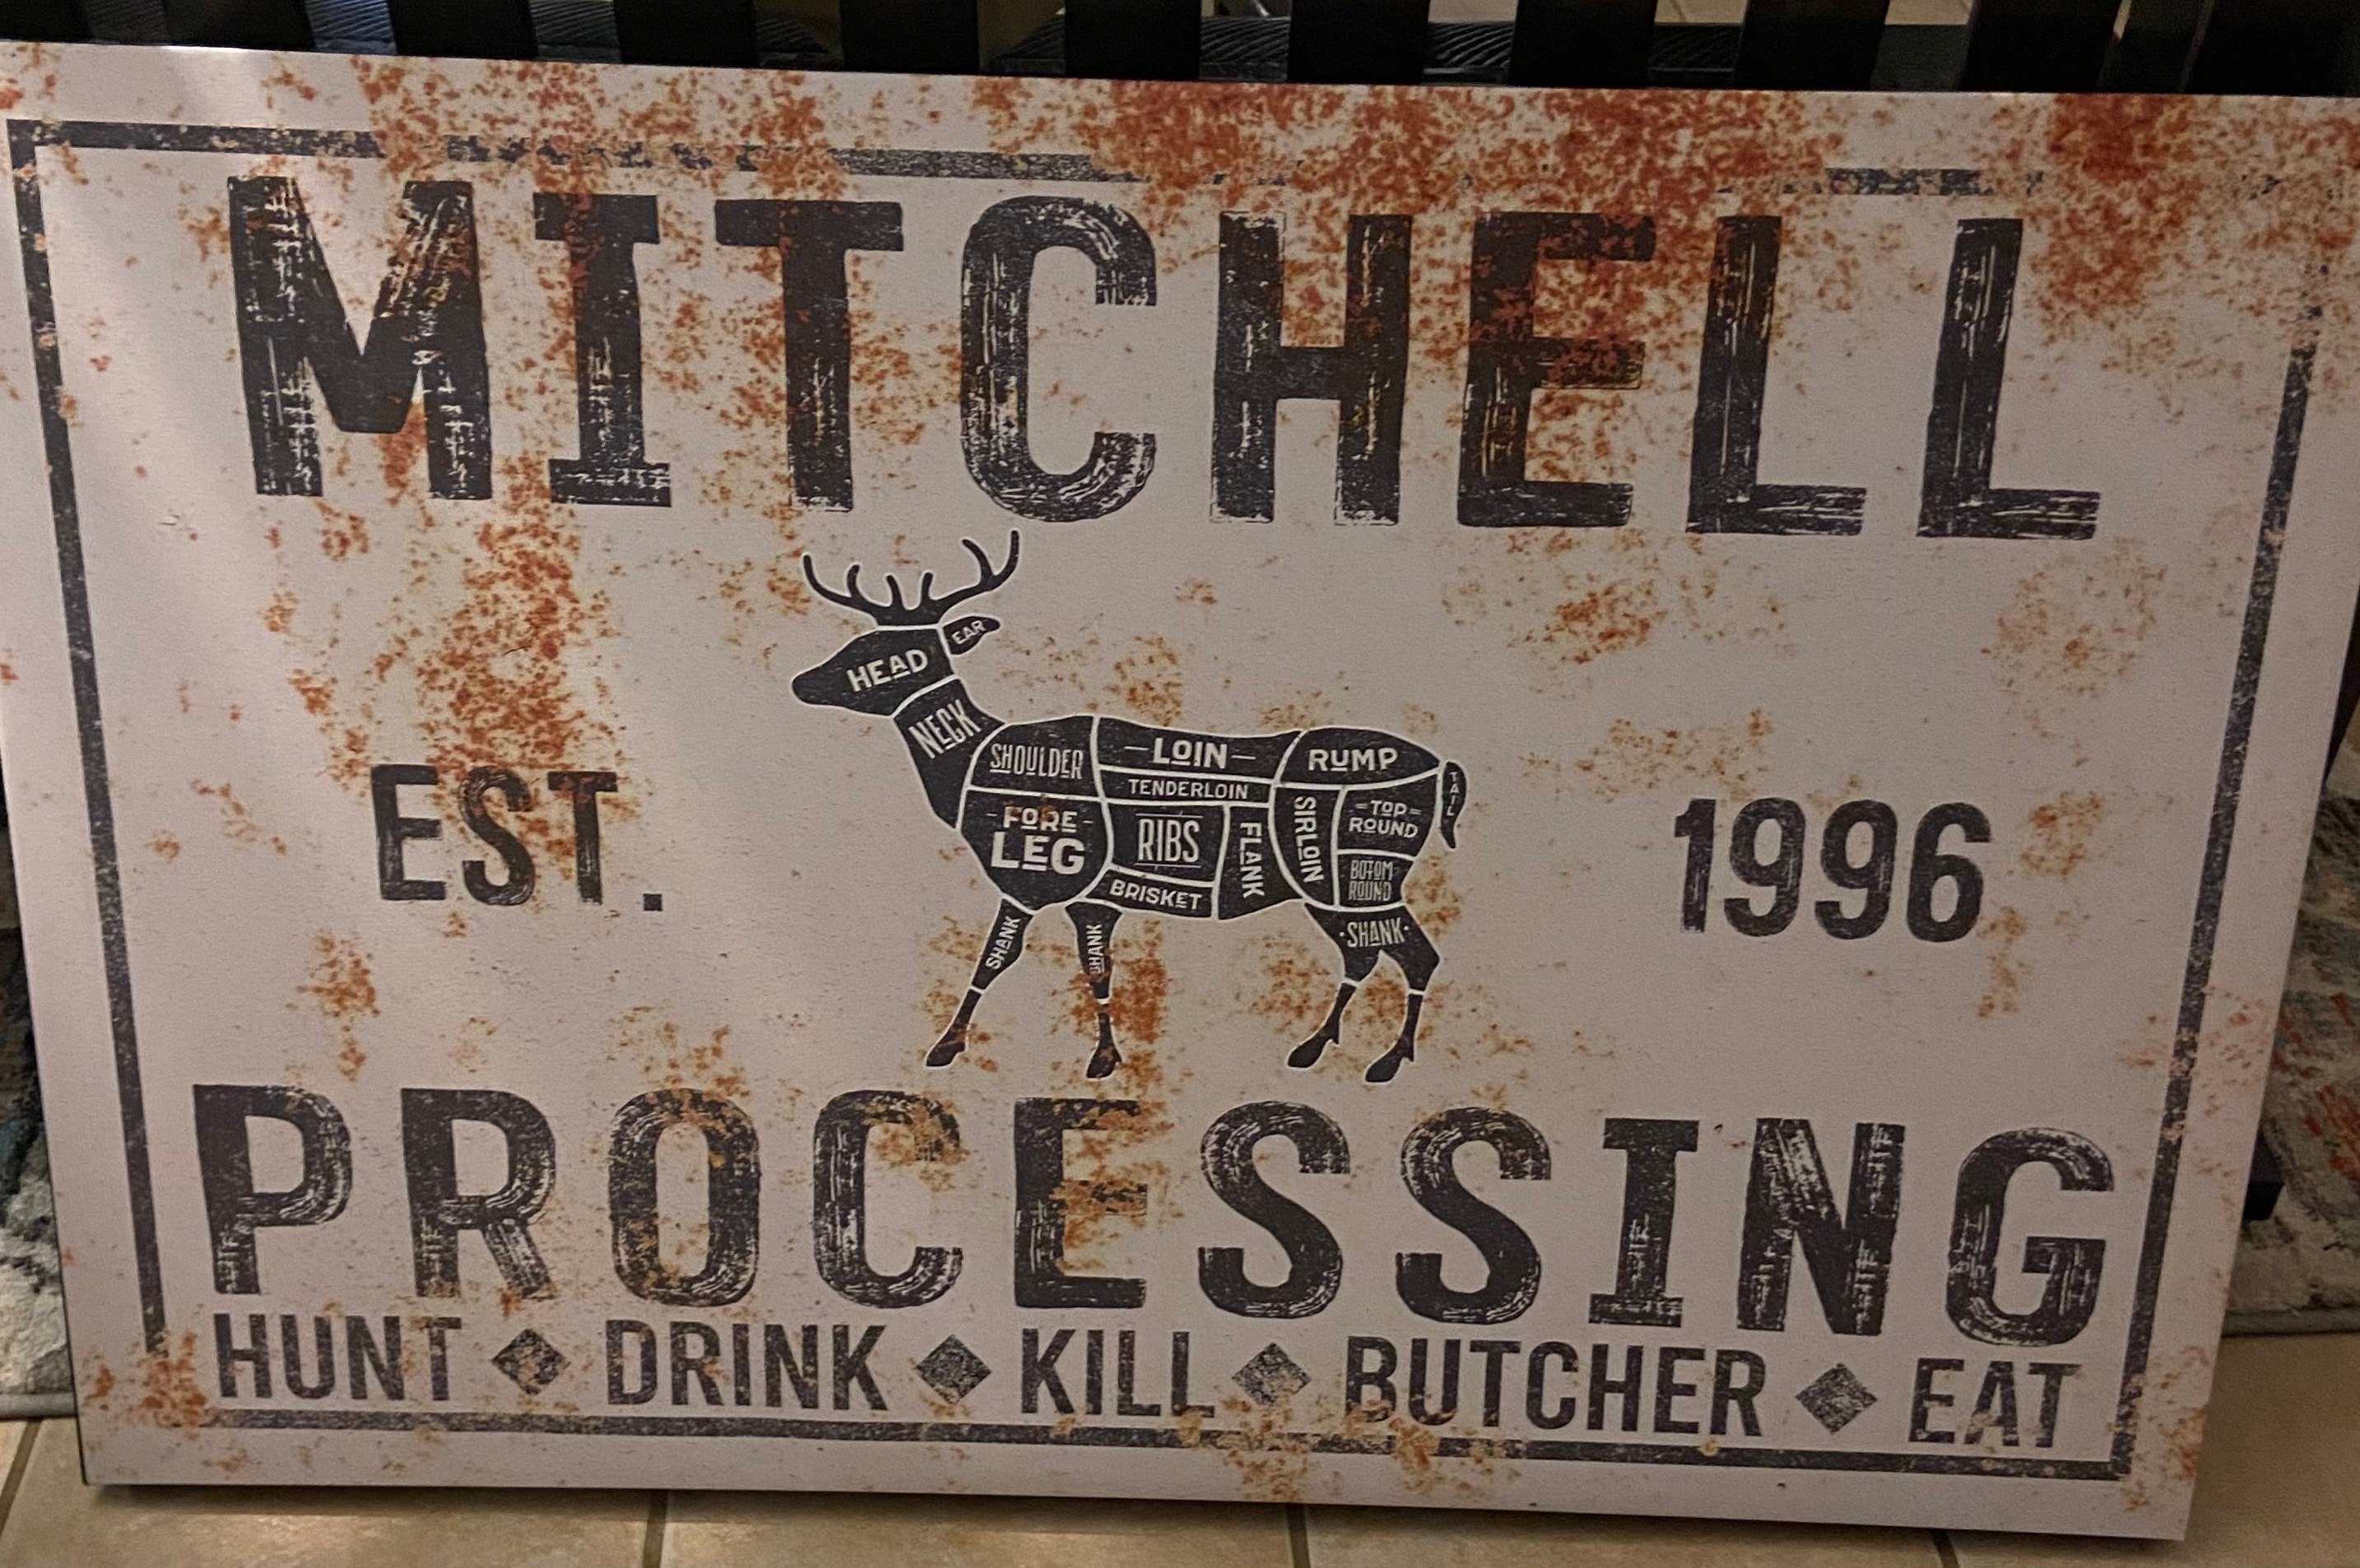 MITCHELL
EAR
HEAD
NECK
SHOULDER
LOIN
RUMP
TENDERLOIN
TAIL
FORE
LEG
RIBS
FLANK
SIRLOIN
TOP
ROUND
BOTOM
ROUND
BRISKET
SHANK
SHANK
SHANK
EST.
1996
PROCESSING
HUNT ◆ DRINK ◆ KILL ◆ BUTCHER ◆ EAT